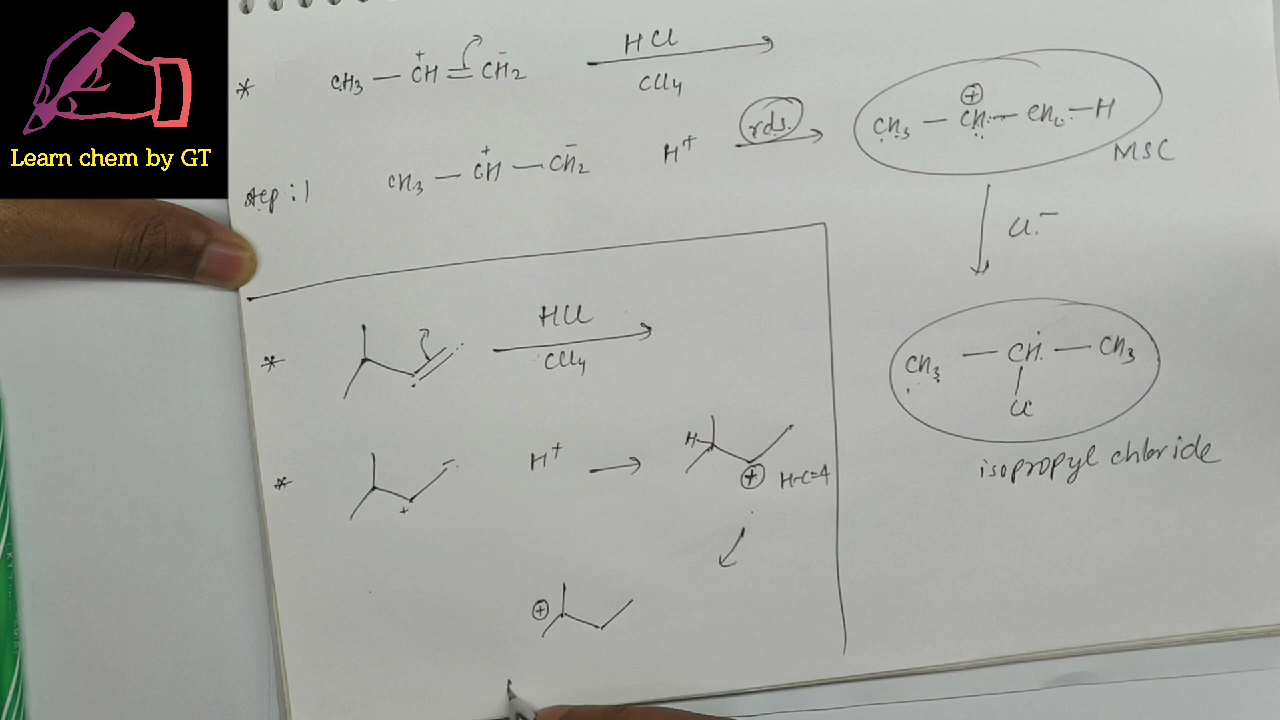 Learn chem by GT
* CH3 — CH+ = CH2- HCl
CCl4
step : 1 CH3 — CH+ — CH2- H+ rds
CH3 — CH ⊕ — CH2 — H
MSC
Cl:-
* HCl
CCl4
CH3 — CH — CH3
Cl
isopropyl chloride
* - + H+ H ⊕ H-C=4
⊕